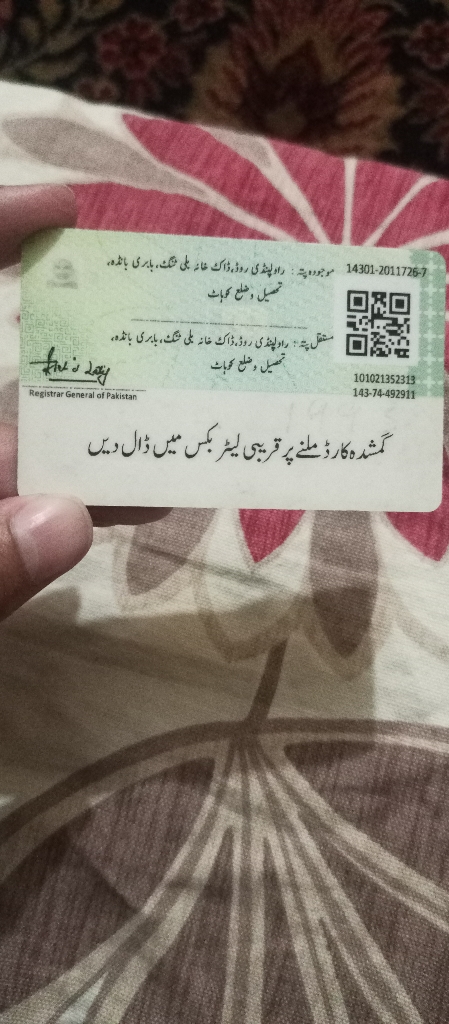 14301-2011726-7
موجودہ پتہ: راولپنڈی روڈ، ڈاک خانہ بلی ٹنگ، بابری بانڈہ،
تحصیل و ضلع کوہاٹ
مستقل پتہ: راولپنڈی روڈ، ڈاک خانہ بلی ٹنگ، بابری بانڈہ،
تحصیل و ضلع کوہاٹ
101021352313
143-74-492911
Registrar General of Pakistan
گمشدہ کارڈ ملنے پر قریبی لیٹر بکس میں ڈال دیں